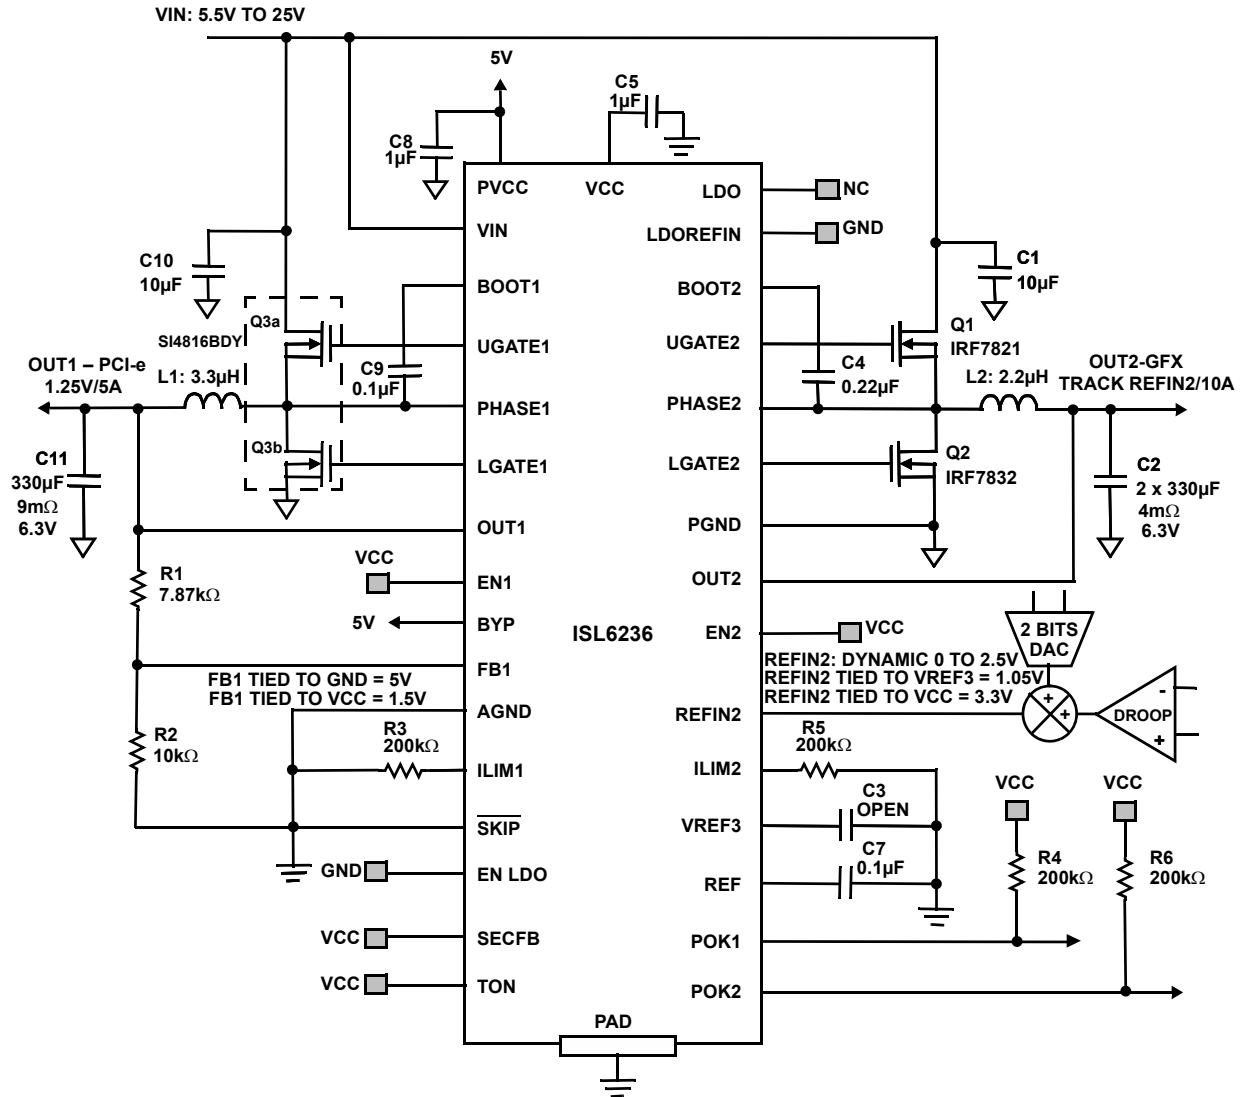 VIN: 5.5V TO 25V
5V
C5
1µF
C8
1µF
PVCC
VCC
LDO
NC
VIN
LDOREFIN
GND
C10
10µF
C1
10µF
BOOT1
BOOT2
Q3a
SI4816BDY
UGATE1
UGATE2
Q1
IRF7821
OUT1 – PCI-e
1.25V/5A
L1: 3.3µH
C9
0.1µF
C4
0.22µF
L2: 2.2µH
OUT2-GFX
TRACK REFIN2/10A
PHASE1
PHASE2
Q3b
LGATE1
LGATE2
Q2
IRF7832
C11
330µF
9mΩ
6.3V
C2
2 x 330µF
4mΩ
6.3V
OUT1
PGND
VCC
EN1
OUT2
R1
7.87kΩ
5V
BYP
ISL6236
EN2
VCC
2 BITS
DAC
FB1
FB1 TIED TO GND = 5V
FB1 TIED TO VCC = 1.5V
REFIN2: DYNAMIC 0 TO 2.5V
REFIN2 TIED TO VREF3 = 1.05V
REFIN2 TIED TO VCC = 3.3V
AGND
REFIN2
+
+
DROOP
-
+
R2
10kΩ
R3
200kΩ
R5
200kΩ
ILIM1
ILIM2
C3
OPEN
VCC
VCC
SKIP
VREF3
C7
0.1µF
R4
200kΩ
R6
200kΩ
GND
EN LDO
REF
VCC
SECFB
POK1
VCC
TON
POK2
PAD